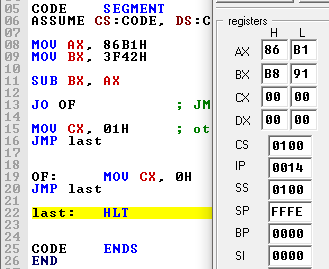 05 CODE SEGMENT
06 ASSUME CS:CODE, DS:C
07
08 MOV AX, 86B1H
09 MOV BX, 3F42H
10
11 SUB BX, AX
12
13 JO OF ; JM
14
15 MOV CX, 01H ; ot
16 JMP last
17
18
19 OF: MOV CX, 0H
20 JMP last
21
22 last: HLT
23
24
25 CODE ENDS
26 END
registers
H L
AX 86 B1
BX B8 91
CX 00 00
DX 00 00
CS 0100
IP 0014
SS 0100
SP FFFE
BP 0000
SI 0000